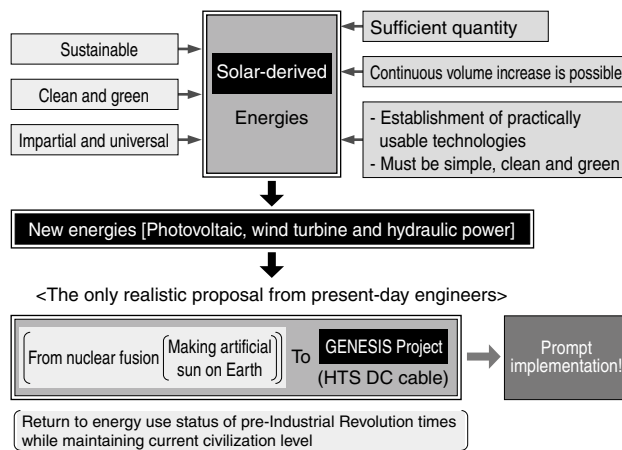 Sustainable
Clean and green
Impartial and universal
Solar-derived
Energies
Sufficient quantity
Continuous volume increase is possible
- Establishment of practically
usable technologies
- Must be simple, clean and green
New energies [Photovoltaic, wind turbine and hydraulic power]
<The only realistic proposal from present-day engineers>
From nuclear fusion
Making artificial
sun on Earth
To
GENESIS Project
(HTS DC cable)
Prompt
implementation!
Return to energy use status of pre-Industrial Revolution times
while maintaining current civilization level